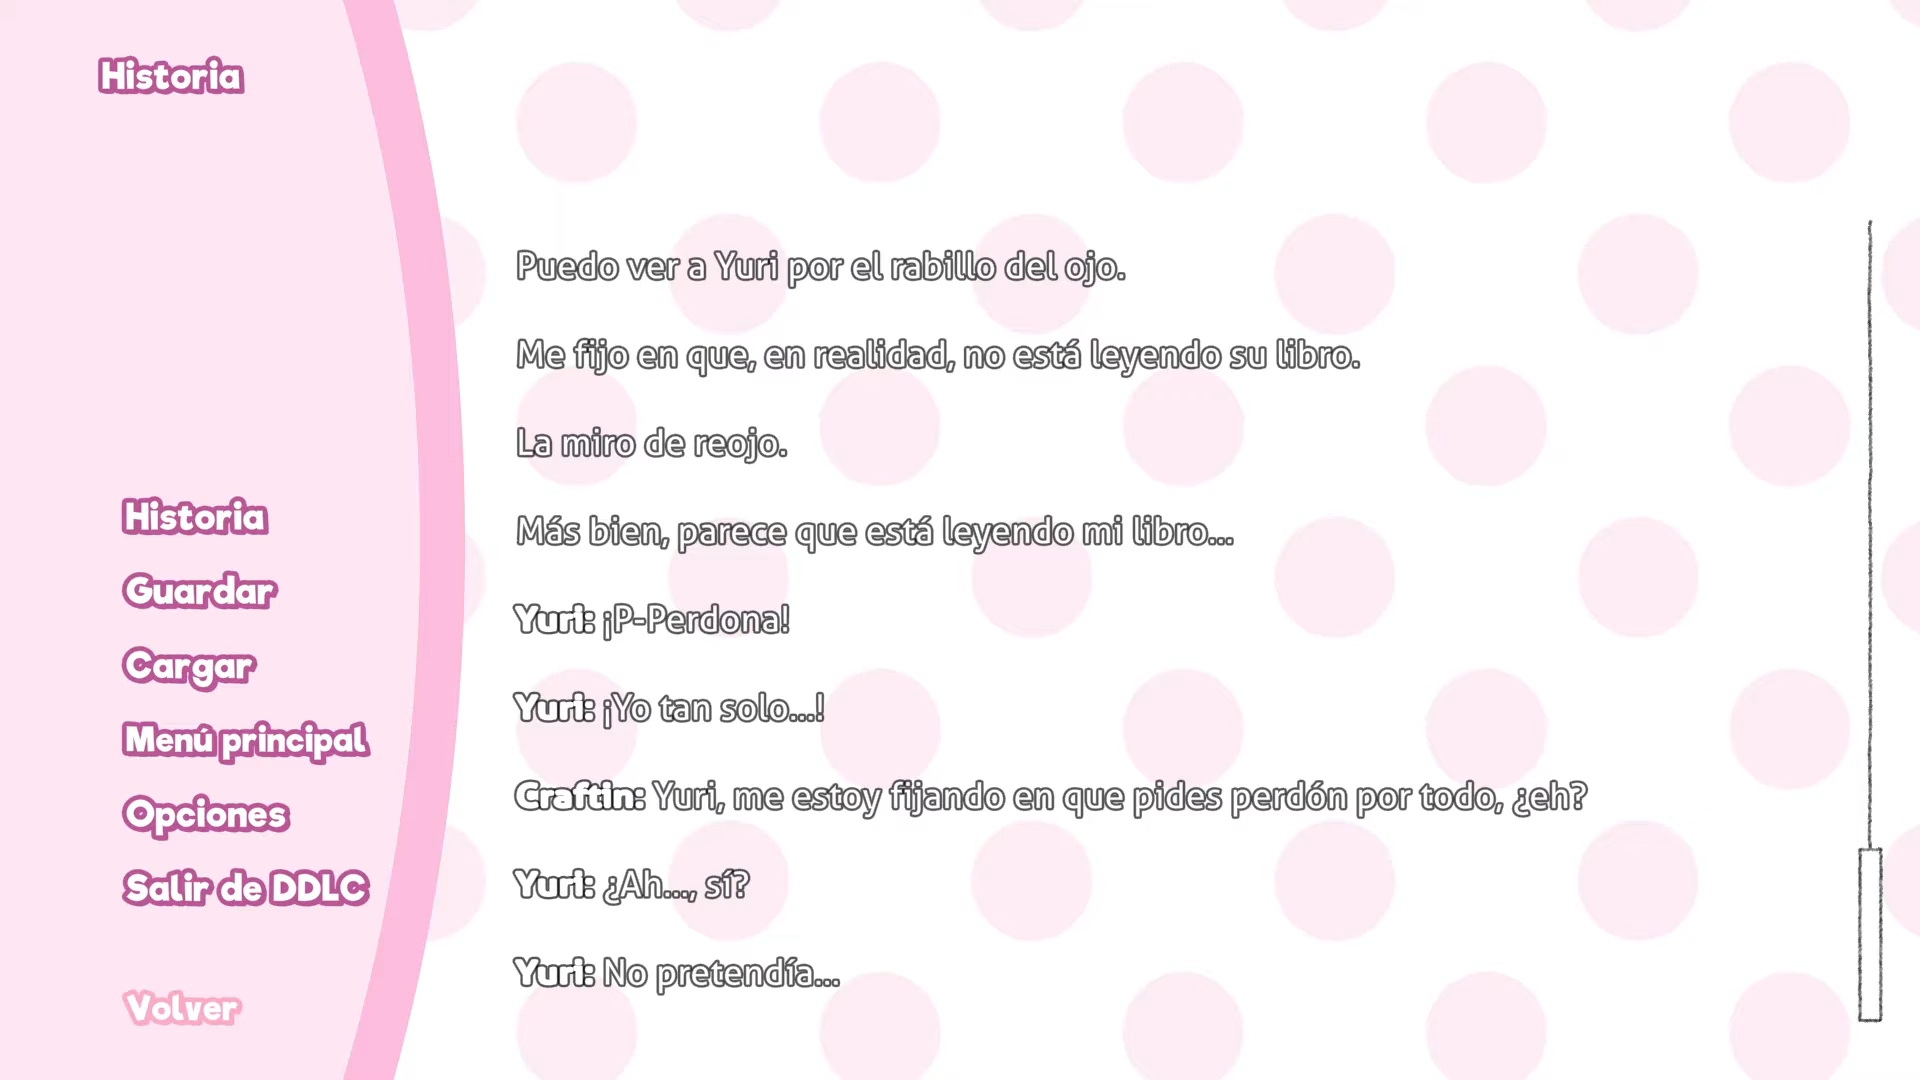 Historia
Puedo ver a Yuri por el rabillo del ojo.
Me fijo en que, en realidad, no está leyendo su libro.
La miro de reojo.
Más bien, parece que está leyendo mi libro...
Yuri: ¡P-Perdona!
Yuri: ¡Yo tan solo...!
Craftin: Yuri, me estoy fijando en que pides perdón por todo, ¿eh?
Yuri: ¿Ah..., sí?
Yuri: No pretendía...
Historia
Guardar
Cargar
Menú principal
Opciones
Salir de DDLC
Volver